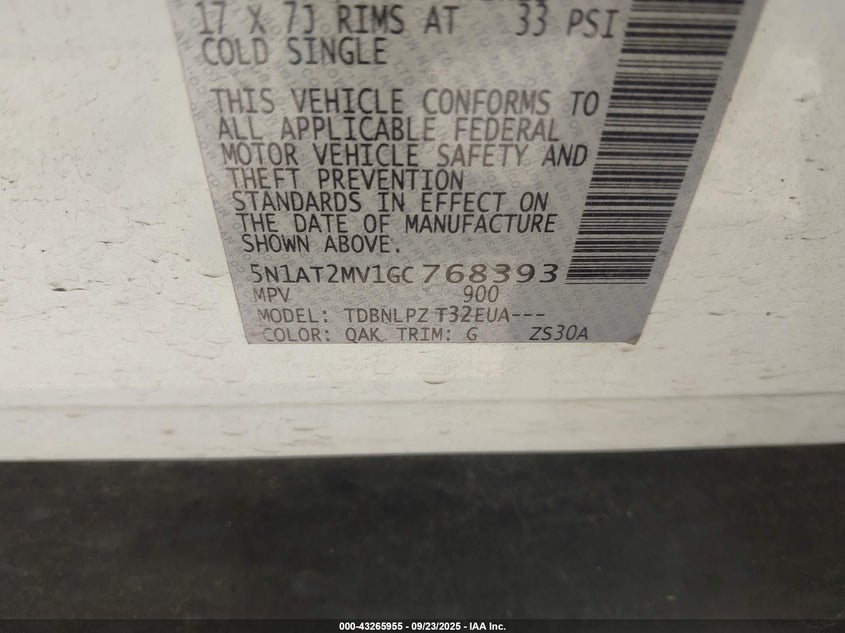 17 X 7J RIMS AT 33 PSI
COLD SINGLE
THIS VEHICLE CONFORMS TO
ALL APPLICABLE FEDERAL
MOTOR VEHICLE SAFETY AND
THEFT PREVENTION
STANDARDS IN EFFECT ON
THE DATE OF MANUFACTURE
SHOWN ABOVE.
5N1AT2MV1GC768393
MPV 900
MODEL: TDBNLPZ T32EUA---
COLOR: QAK TRIM: G ZS30A
000-43265955 - 09/23/2025 - IAA Inc.